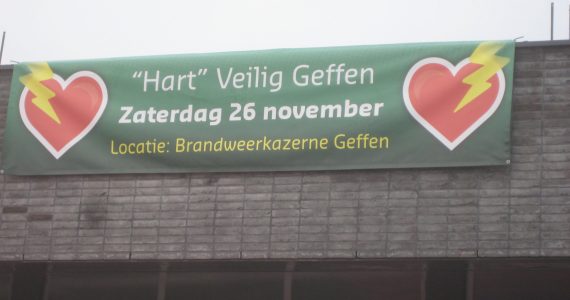 “Hart” Veilig Geffen
Zaterdag 26 november
Locatie: Brandweerkazerne Geffen